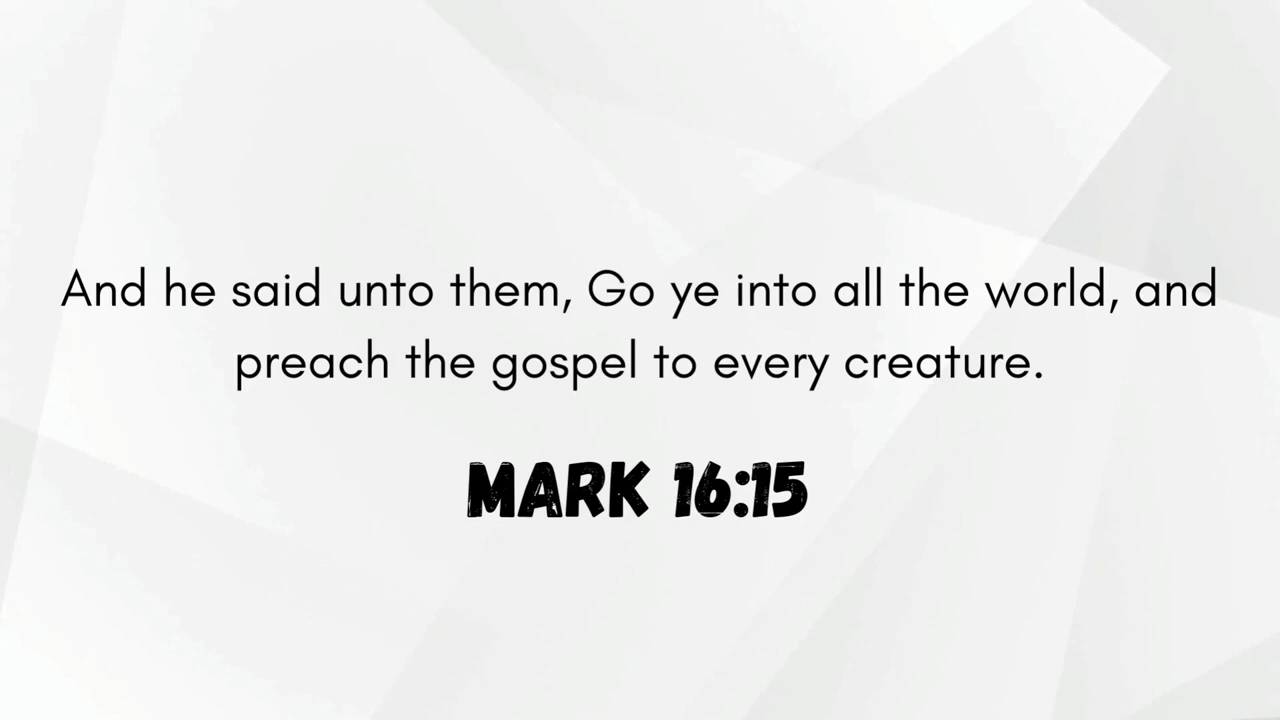 And he said unto them, Go ye into all the world, and
preach the gospel to every creature.
MARK 16:15